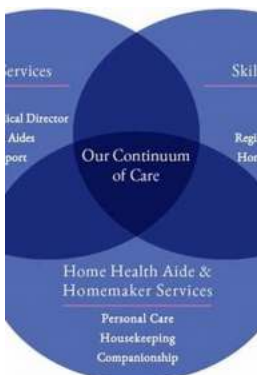 ervices
Skil
ical Director
Aides
port
Regi
Hor
Our Continuum
of Care
Home Health Aide &
Homemaker Services
Personal Care
Housekeeping
Companionship